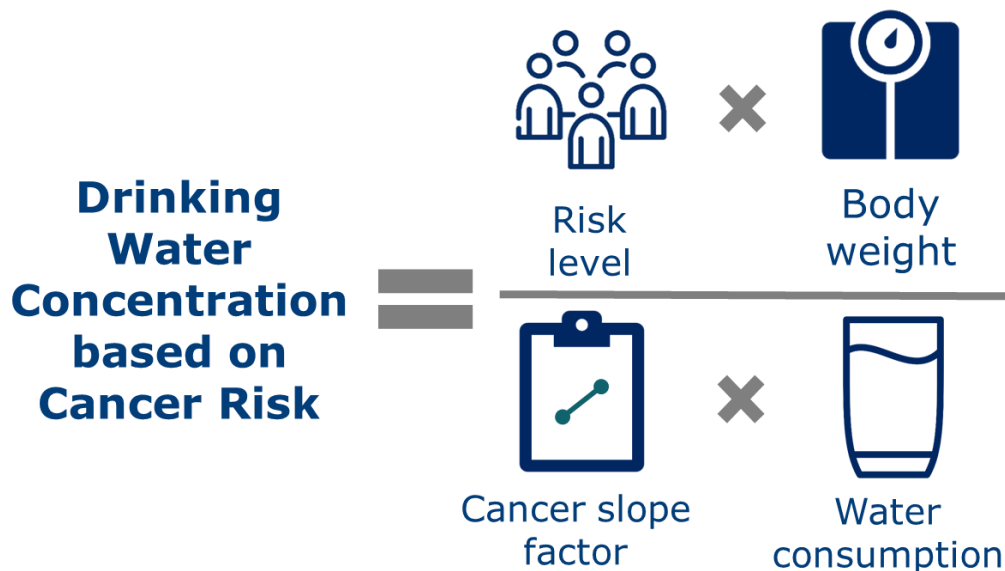 Drinking
Water
Concentration
based on
Cancer Risk
Risk
level
Body
weight
Cancer slope
factor
Water
consumption